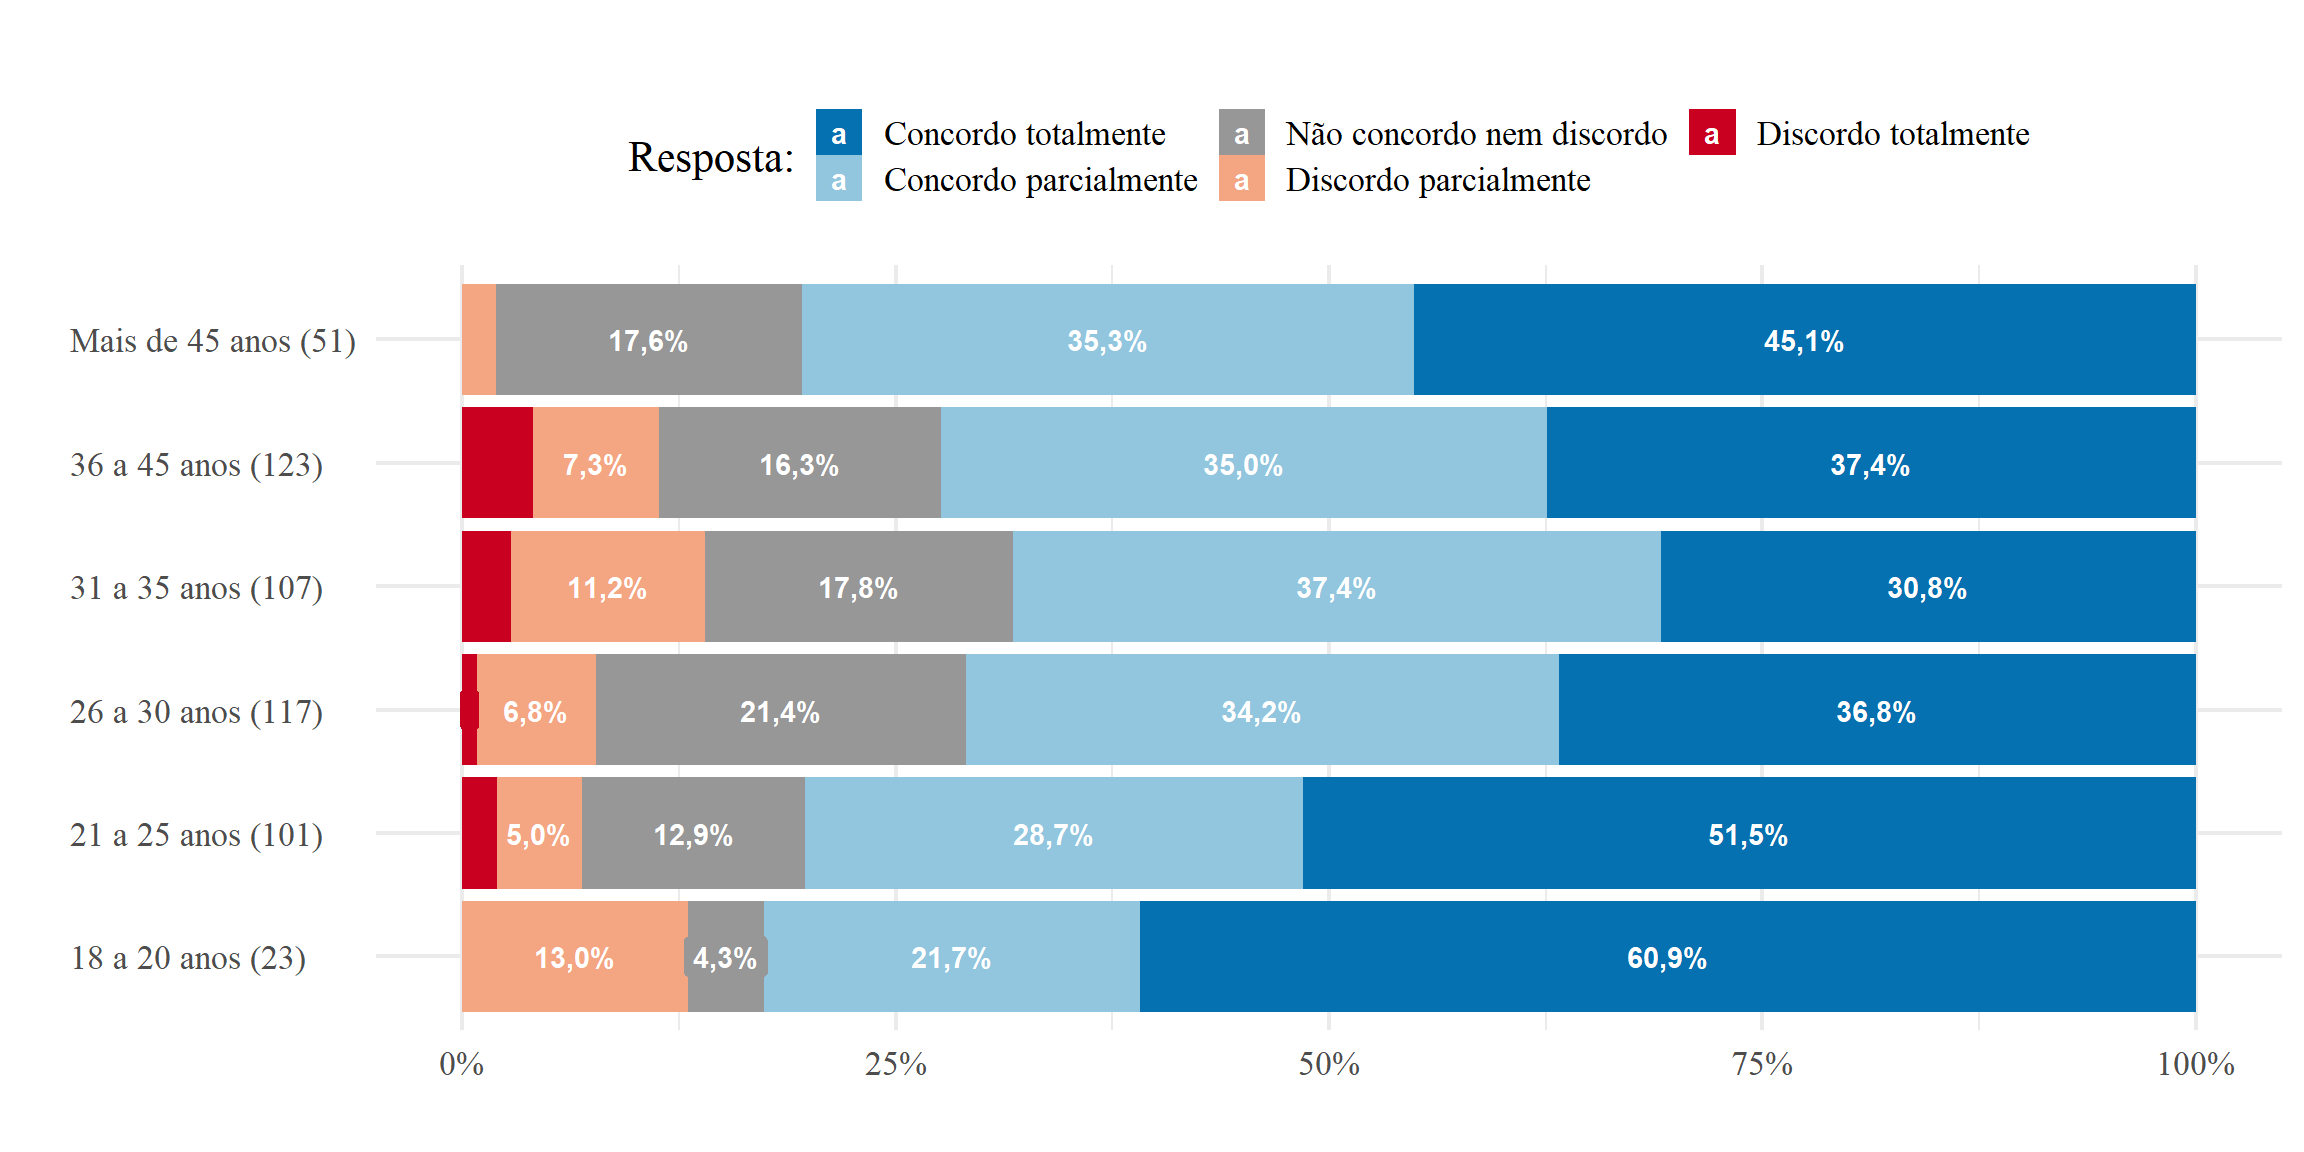 Resposta:
a Concordo totalmente a Não concordo nem discordo a Discordo totalmente
a Concordo parcialmente a Discordo parcialmente
Mais de 45 anos (51) 17,6% 35,3% 45,1%
36 a 45 anos (123) 7,3% 16,3% 35,0% 37,4%
31 a 35 anos (107) 11,2% 17,8% 37,4% 30,8%
26 a 30 anos (117) 6,8% 21,4% 34,2% 36,8%
21 a 25 anos (101) 5,0% 12,9% 28,7% 51,5%
18 a 20 anos (23) 13,0% 4,3% 21,7% 60,9%
0% 25% 50% 75% 100%